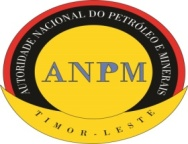 AUTORIDADE NACIONAL DO PETRÓLEO E MINERAIS
ANPM
TIMOR-LESTE